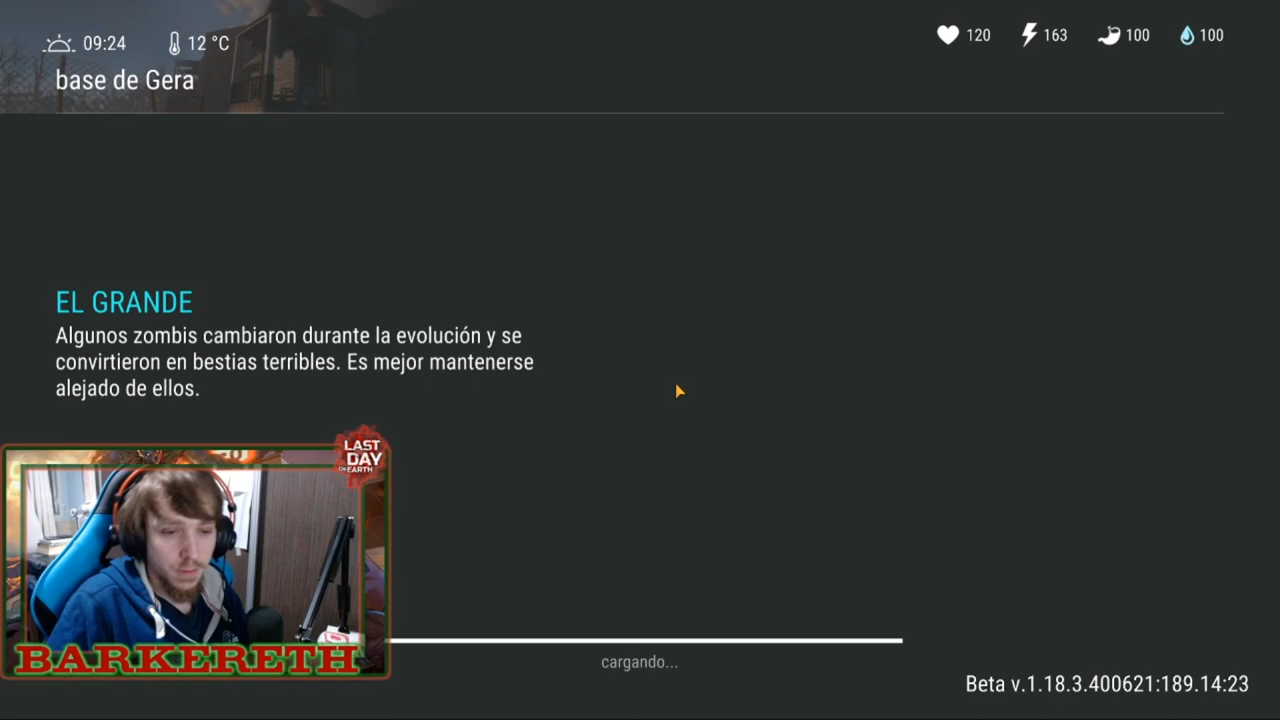 09:24
12 °C
120
163
100
100
base de Gera
EL GRANDE
Algunos zombis cambiaron durante la evolución y se
convirtieron en bestias terribles. Es mejor mantenerse
alejado de ellos.
LAST
DAY
ON EARTH
BARKERETH
cargando...
Beta v.1.18.3.400621:189.14:23